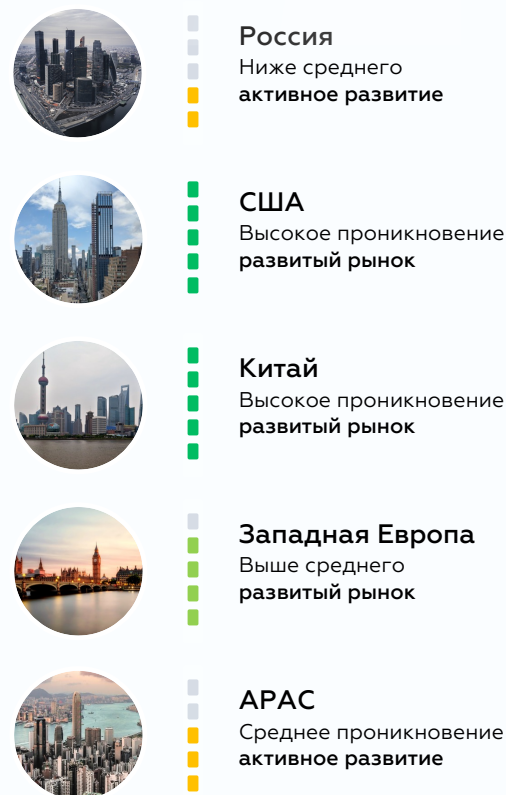 Россия
Ниже среднего
активное развитие
США
Высокое проникновение
развитый рынок
Китай
Высокое проникновение
развитый рынок
Западная Европа
Выше среднего
развитый рынок
APAC
Среднее проникновение
активное развитие